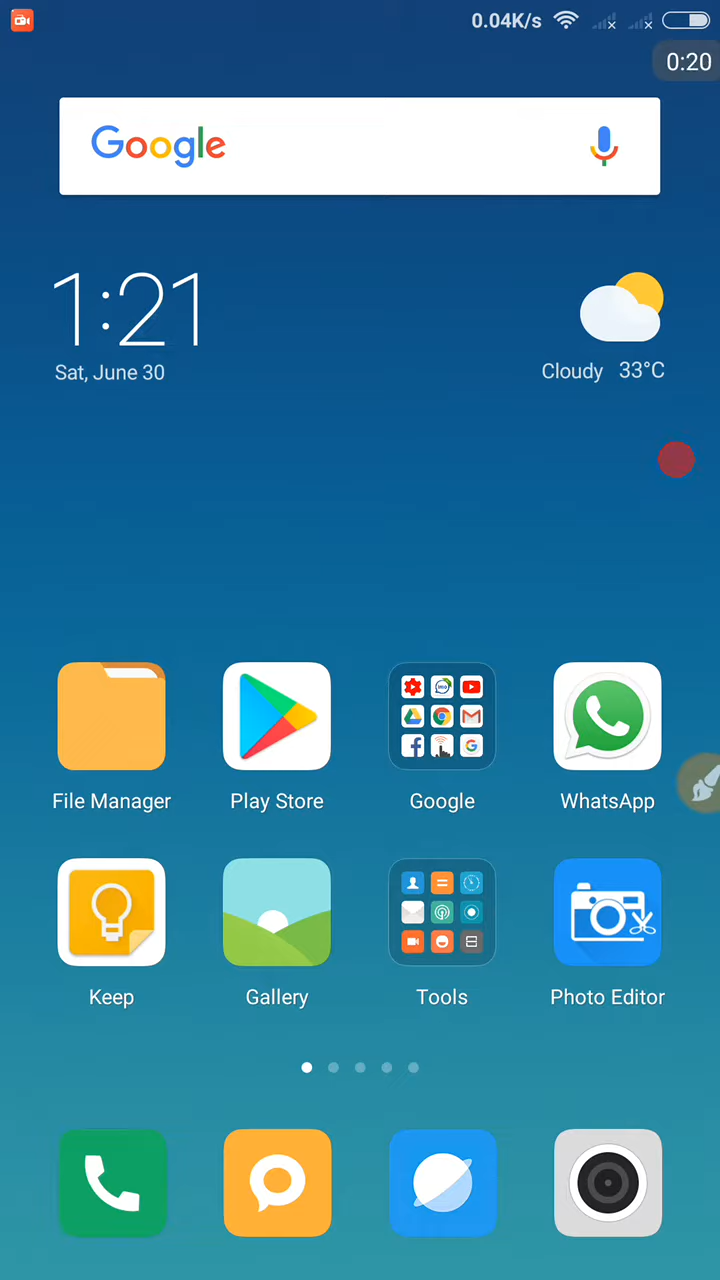 0.04K/s
0:20
Google
1:21
Sat, June 30
Cloudy 33°C
File Manager
Play Store
Google
WhatsApp
Keep
Gallery
Tools
Photo Editor